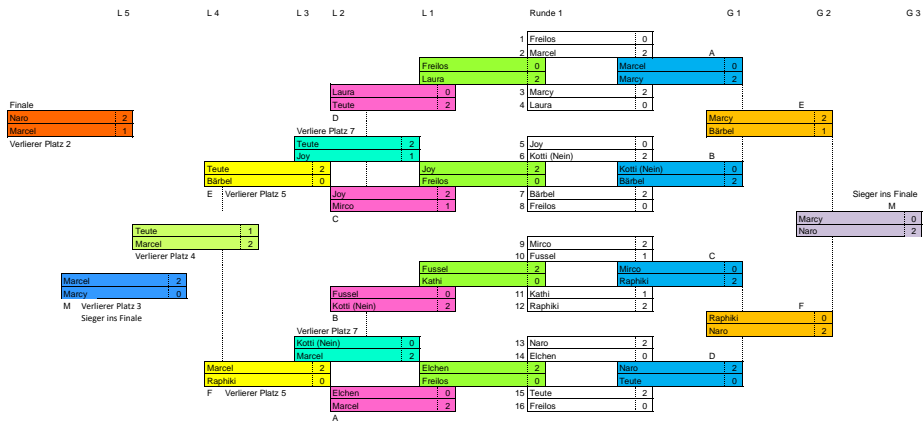 L 5 L 4 L 3 L 2 L 1 Runde 1 G 1 G 2 G 3
1 Freilos 0
2 Marcel 2 A
Freilos 0 Marcel 0
Laura 2 Marcy 2
Laura 0 3 Marcy 2
Finale Teute 2 4 Laura 0 E
Naro 2 D Marcy 2
Marcel 1 Verliere Platz 7 Bärbel 1
Verlierer Platz 2 Teute 2 5 Joy 0
Joy 1 6 Kotti (Nein) 2 B
Teute 2 Joy 2 Kotti (Nein) 0
Bärbel 0 Freilos 0 Bärbel 2
E Verlierer Platz 5 Joy 2 7 Bärbel 2 Sieger ins Finale
Mirco 1 8 Freilos 0 M
C Marcy 0
Teute 1 Naro 2
Marcel 2 9 Mirco 2
Verlierer Platz 4 10 Fussel 1 C
Fussel 2 Mirco 0
Marcel 2 Kathi 0 Raphiki 2
Marcy 0 Fussel 0 11 Kathi 1
M Verlierer Platz 3 Kotti (Nein) 2 12 Raphiki 2 F
Sieger ins Finale B Raphiki 0
Verlierer Platz 7 Naro 2
Kotti (Nein) 0 13 Naro 2
Marcel 2 14 Elchen 0 D
Marcel 2 Elchen 2 Naro 2
Raphiki 0 Freilos 0 Teute 0
F Verlierer Platz 5 Elchen 0 15 Teute 2
Marcel 2 16 Freilos 0
A